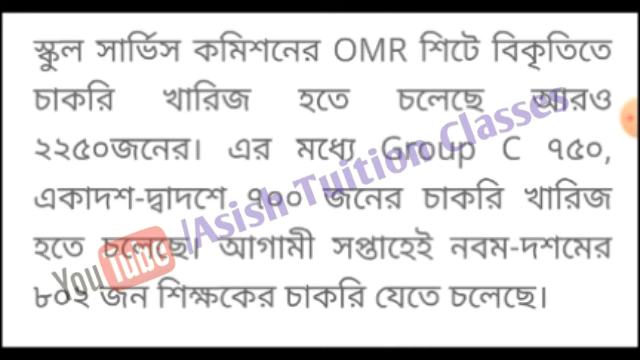 স্কুল সার্ভিস কমিশনের OMR শিটে বিকৃতিতে
চাকরি খারিজ হতে চলেছে আরও
২২৫০জনের। এর মধ্যে Group C ৭৫০,
একাদশ-দ্বাদশে ৭০০ জনের চাকরি খারিজ
হতে চলেছে। আগামী সপ্তাহেই নবম-দশমের
৮০২ জন শিক্ষকের চাকরি যেতে চলেছে।
YouTube/Asish Tuition Classes